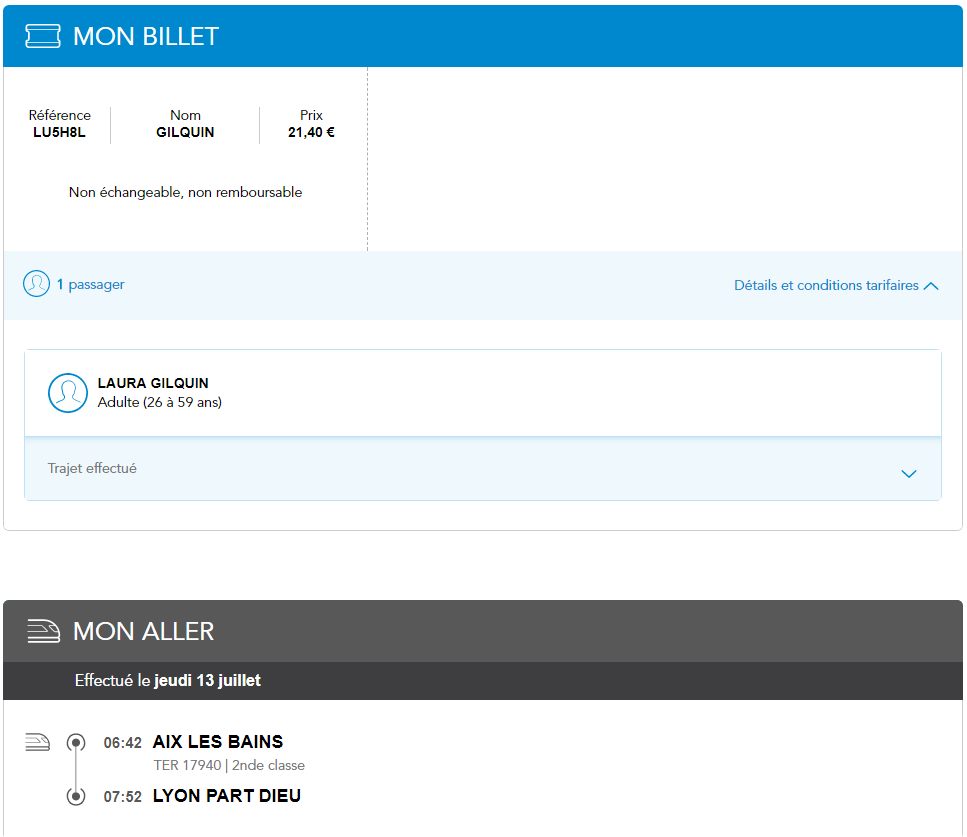 MON BILLET
Référence Nom Prix
LU5H8L GILQUIN 21,40 €
Non échangeable, non remboursable
1 passager Détails et conditions tarifaires
LAURA GILQUIN
Adulte (26 à 59 ans)
Trajet effectué
MON ALLER
Effectué le jeudi 13 juillet
06:42 AIX LES BAINS
TER 17940 | 2nde classe
07:52 LYON PART DIEU